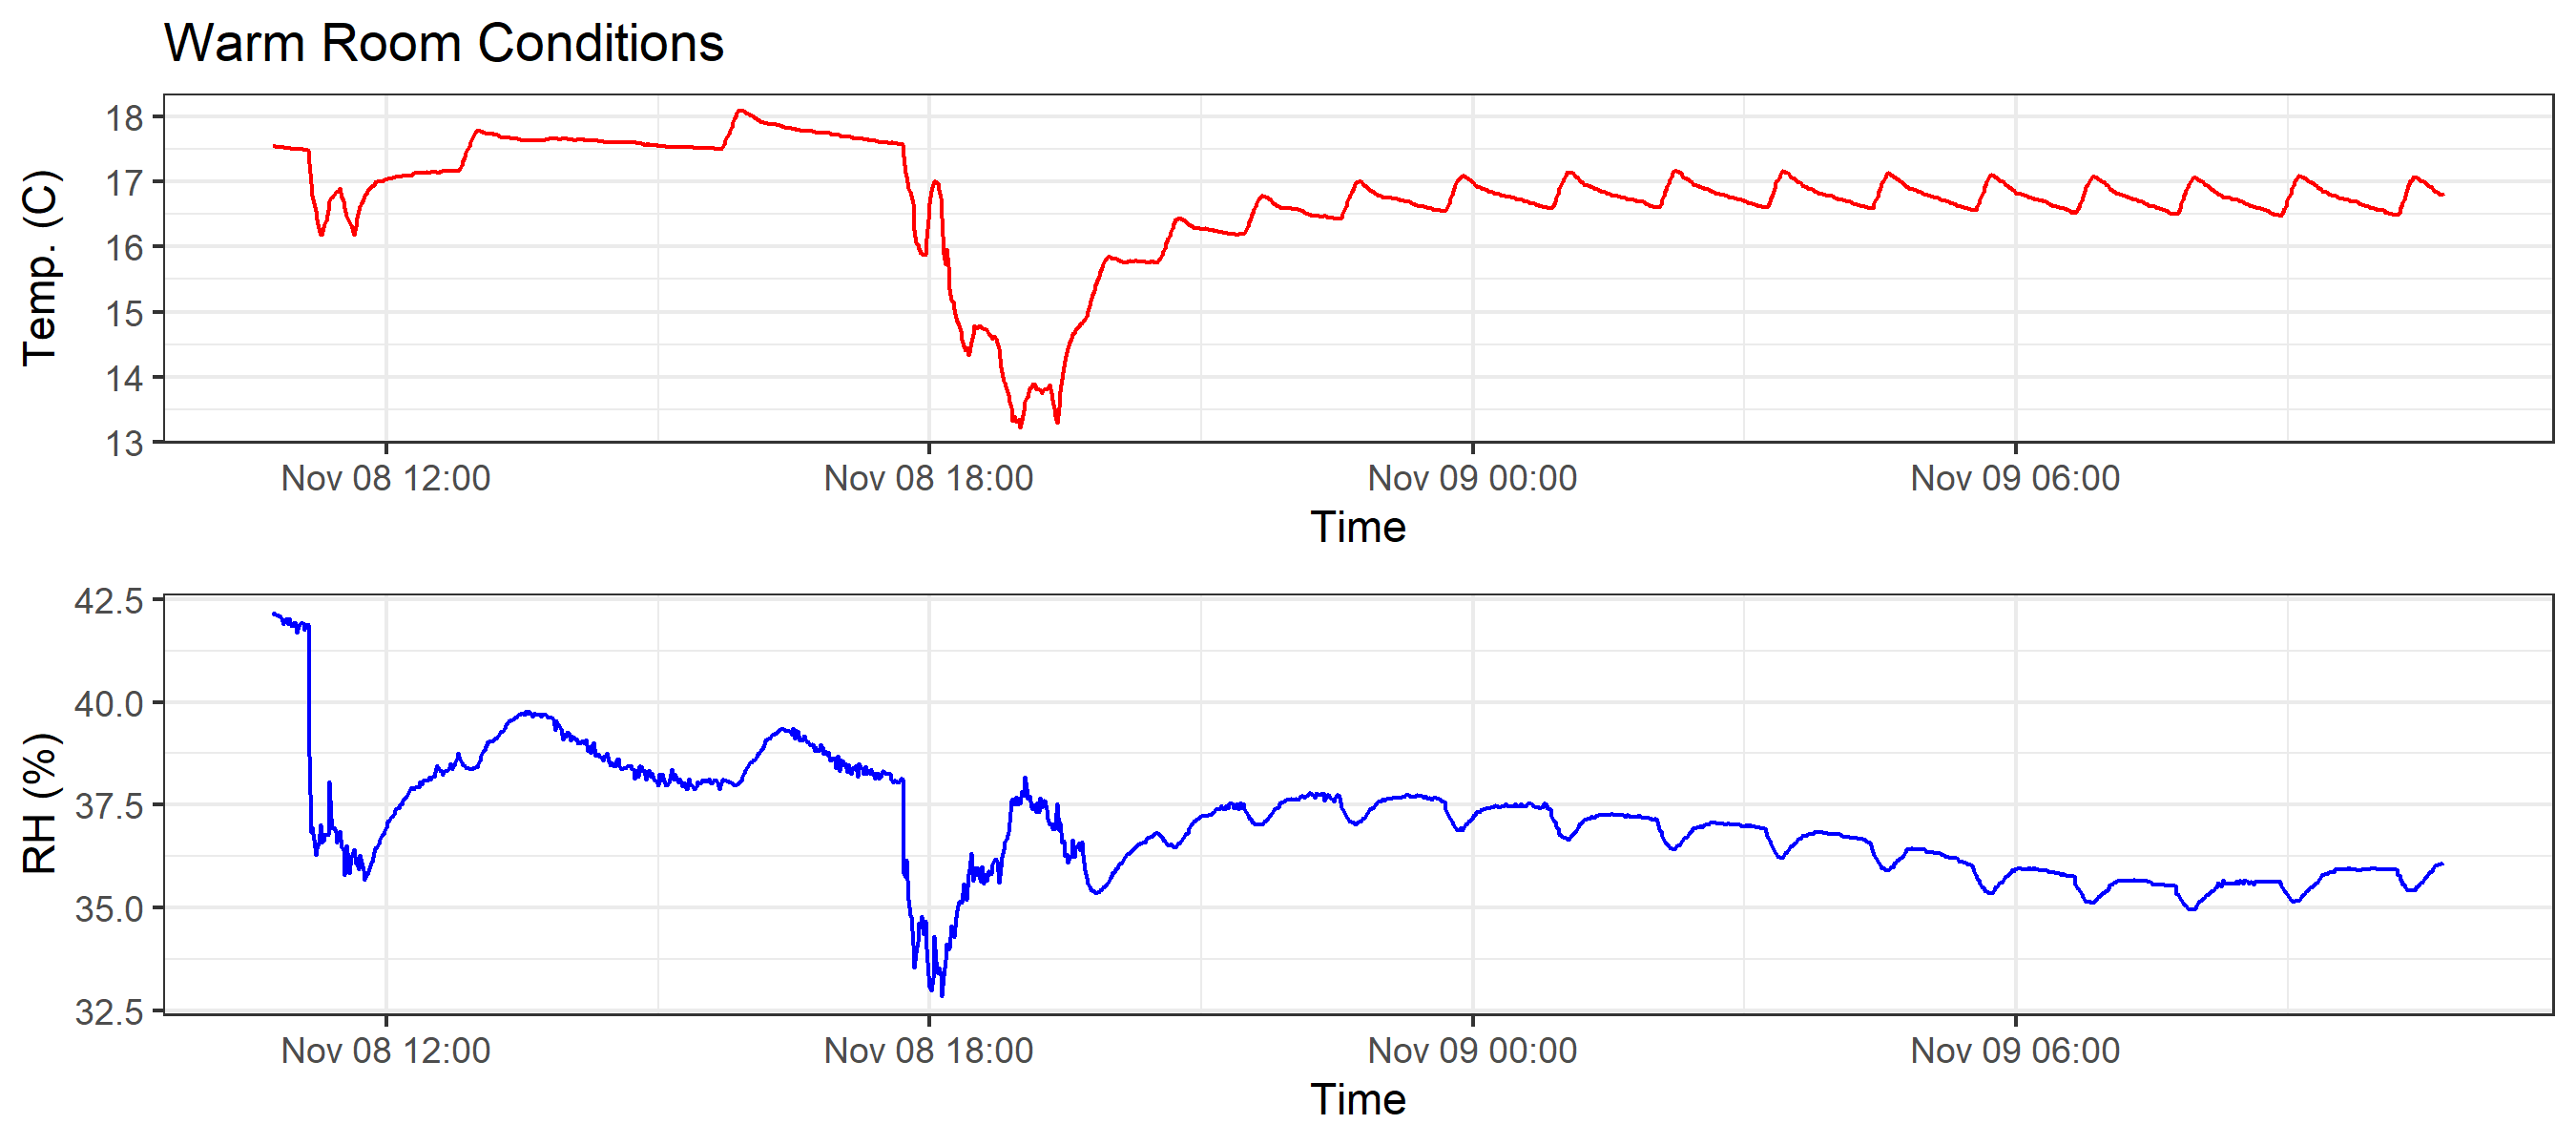 Warm Room Conditions
Temp. (C)
18
17
16
15
14
13
Nov 08 12:00 Nov 08 18:00 Nov 09 00:00 Nov 09 06:00
Time
RH (%)
42.5
40.0
37.5
35.0
32.5
Nov 08 12:00 Nov 08 18:00 Nov 09 00:00 Nov 09 06:00
Time